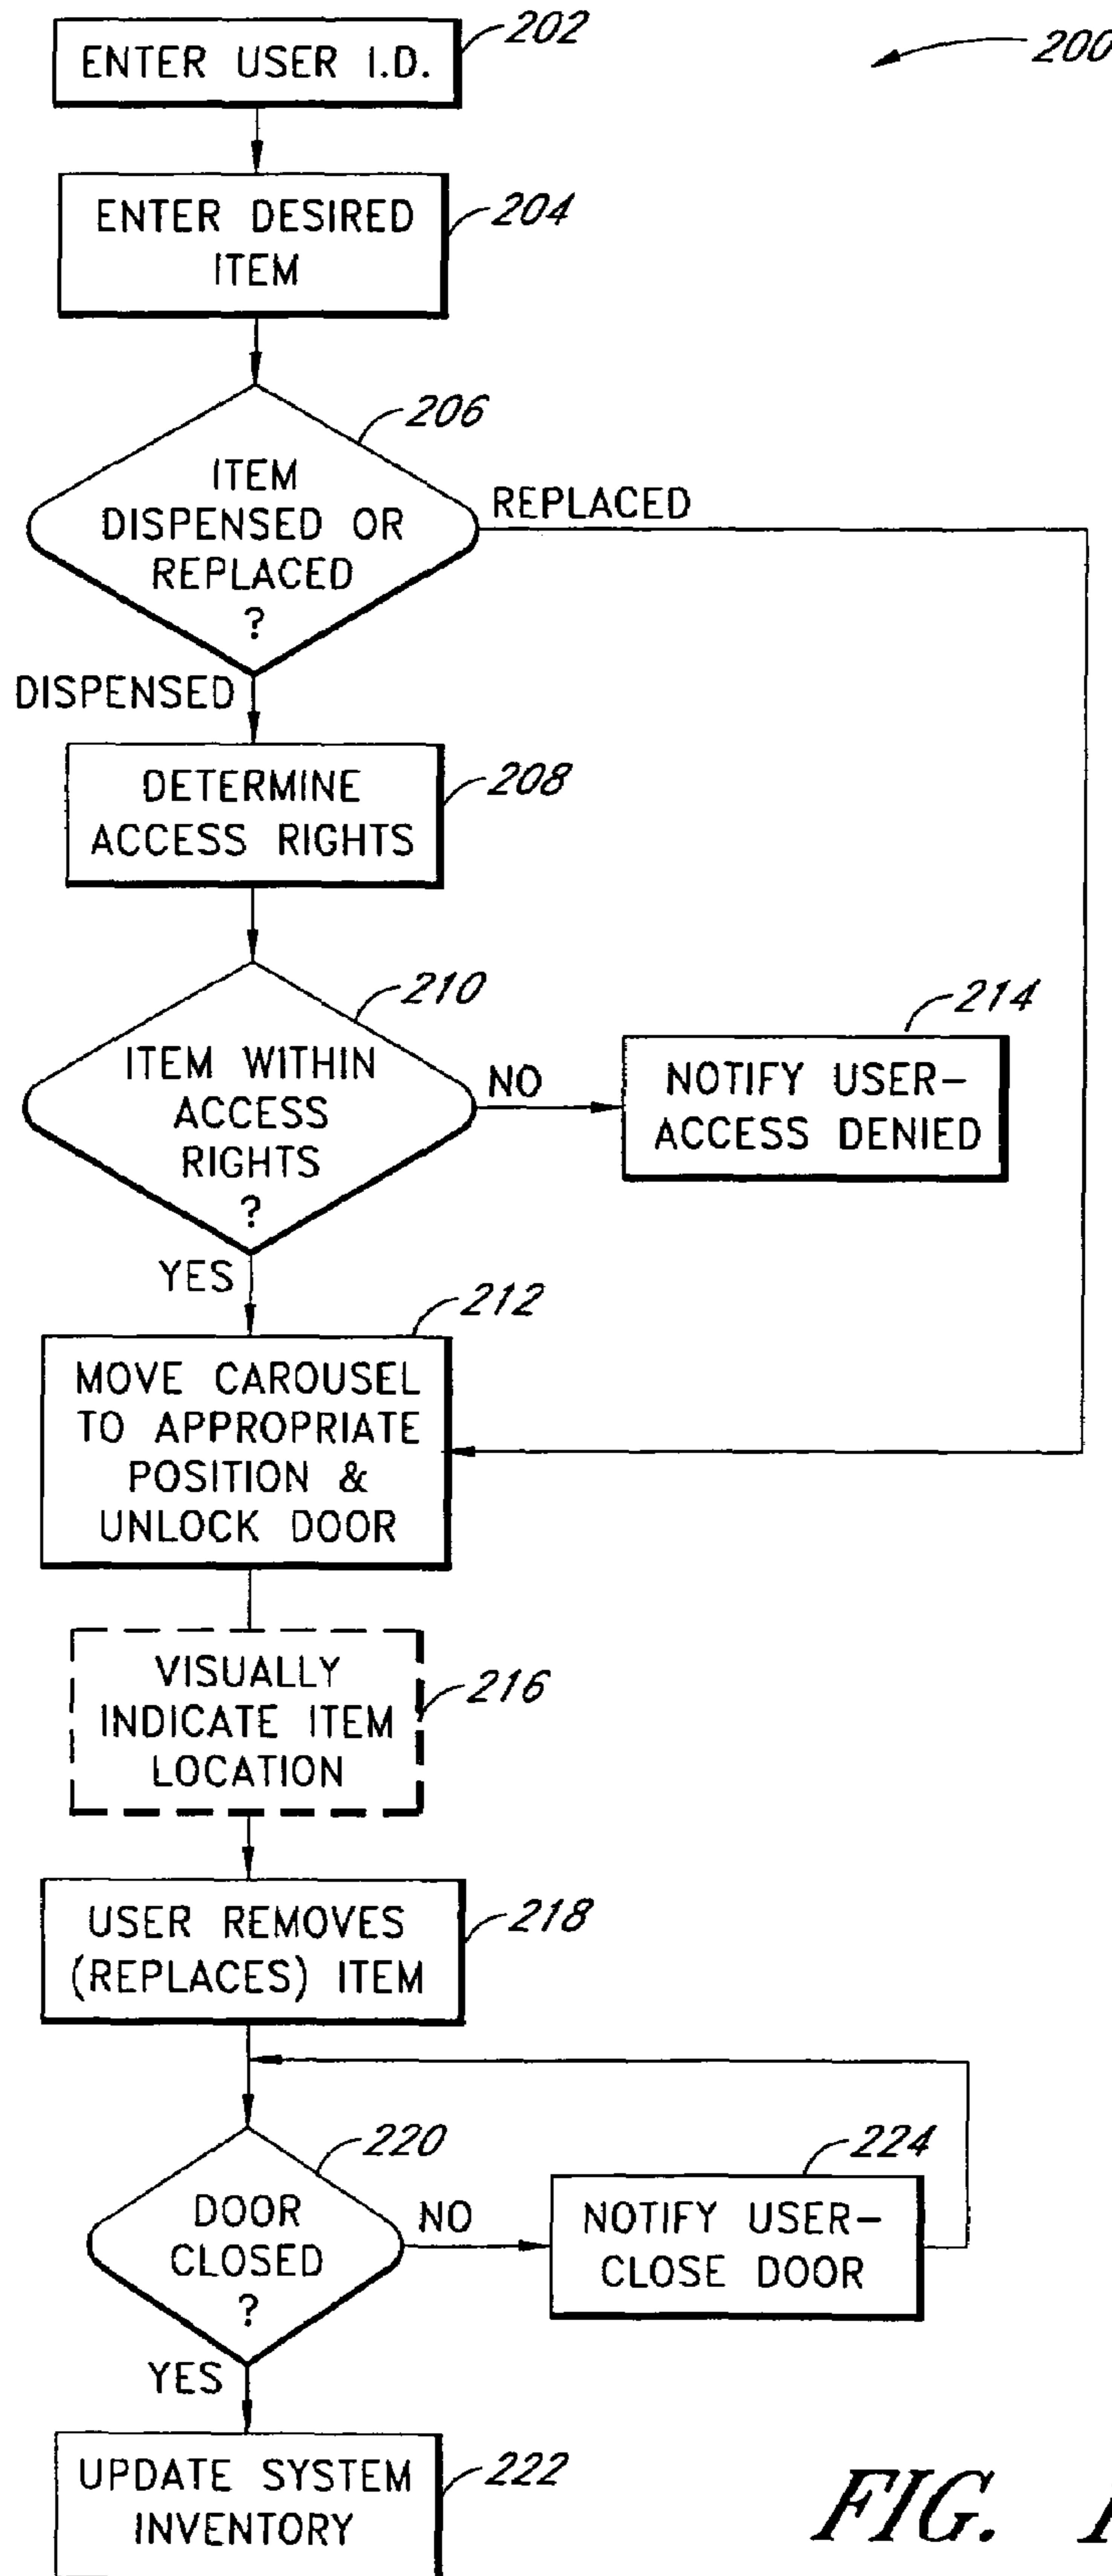 200
202
ENTER USER I.D.
204
ENTER DESIRED
ITEM
206
ITEM
DISPENSED OR
REPLACED
?
REPLACED
DISPENSED
208
DETERMINE
ACCESS RIGHTS
210
ITEM WITHIN
ACCESS
RIGHTS
?
NO
214
NOTIFY USER-
ACCESS DENIED
YES
212
MOVE CAROUSEL
TO APPROPRIATE
POSITION &
UNLOCK DOOR
216
VISUALLY
INDICATE ITEM
LOCATION
218
USER REMOVES
(REPLACES) ITEM
220
DOOR
CLOSED
?
NO
224
NOTIFY USER-
CLOSE DOOR
YES
222
UPDATE SYSTEM
INVENTORY
FIG.